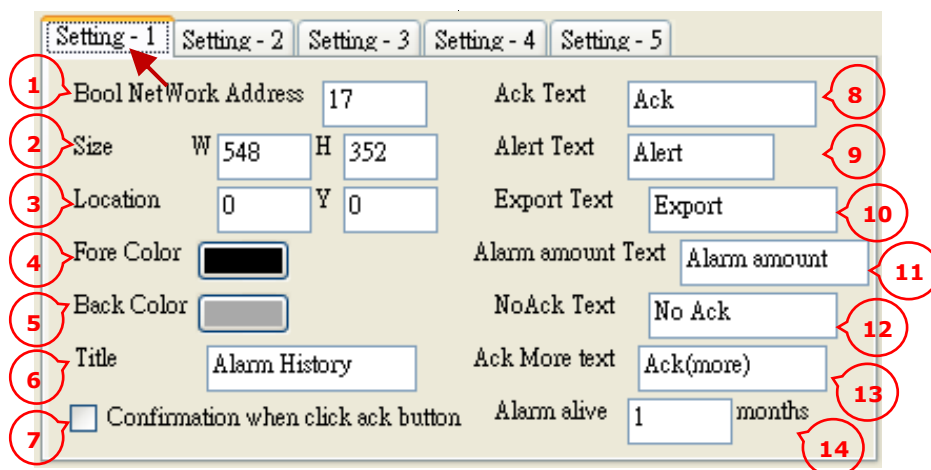 Setting - 1 Setting - 2 Setting - 3 Setting - 4 Setting - 5
1 Bool NetWork Address 17 Ack Text Ack 8
2 Size W 548 H 352 Alert Text Alert 9
3 Location 0 Y 0 Export Text Export 10
4 Fore Color Alarm amount Text Alarm amount 11
5 Back Color NoAck Text No Ack 12
6 Title Alarm History Ack More text Ack(more) 13
7 Confirmation when click ack button Alarm alive 1 months 14